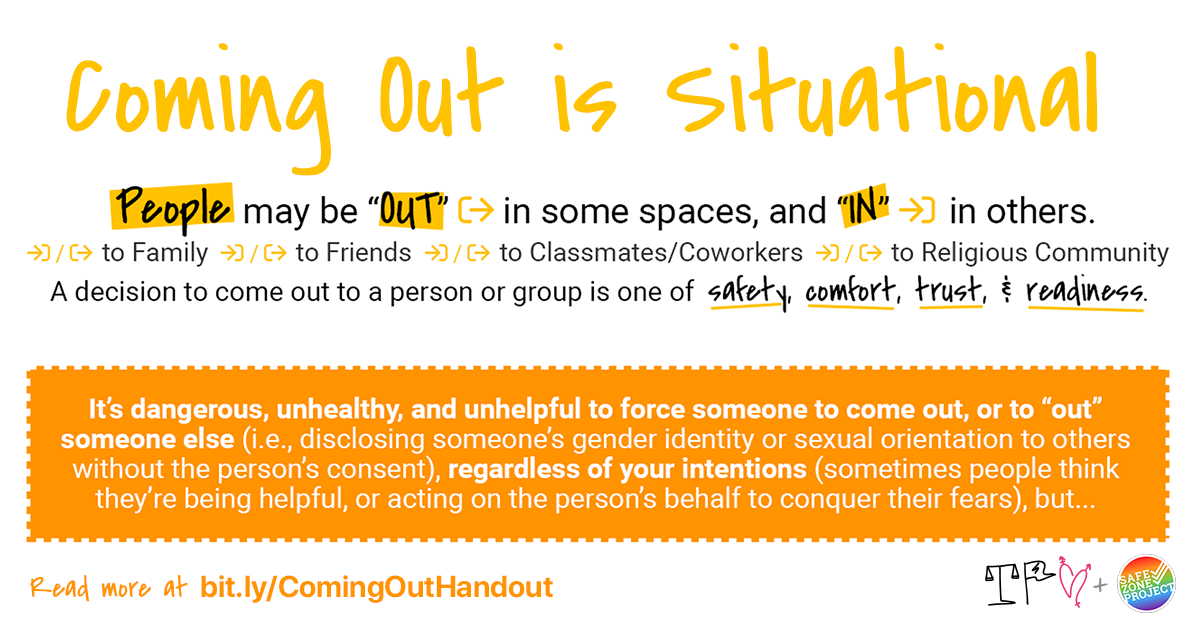 Coming Out is Situational
People may be “OUT” in some spaces, and “IN” in others.
/ to Family / to Friends / to Classmates/Coworkers / to Religious Community
A decision to come out to a person or group is one of safety, comfort, trust, & readiness.
It’s dangerous, unhealthy, and unhelpful to force someone to come out, or to “out”
someone else (i.e., disclosing someone’s gender identity or sexual orientation to others
without the person’s consent), regardless of your intentions (sometimes people think
they’re being helpful, or acting on the person’s behalf to conquer their fears), but...
Read more at bit.ly/ComingOutHandout
+
SAFE
ZONE
PROJECT